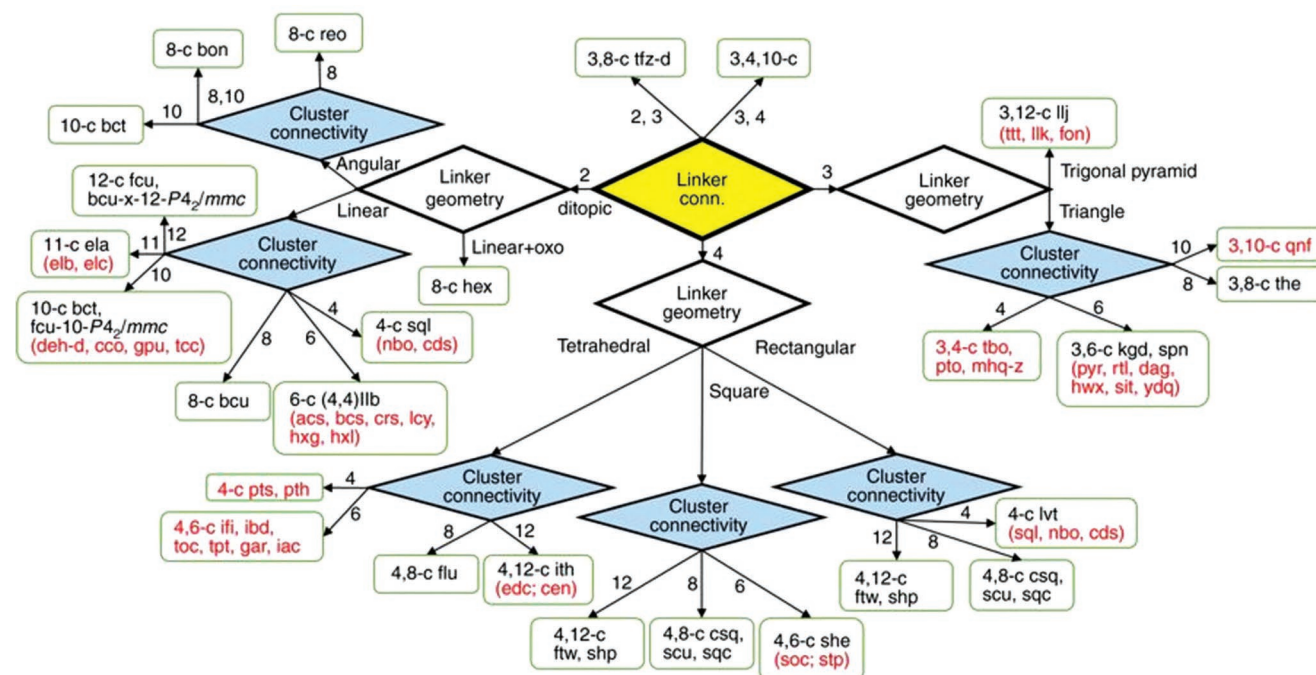 8-c reo
8-c bon
3,8-c tfz-d
3,4,10-c
8
8,10
10
Cluster
connectivity
10-c bct
2, 3
3, 4
3,12-c llj
(ttt, llk, fon)
Angular
Linker
geometry
2
ditopic
Linker
conn.
3
Linker
geometry
Trigonal pyramid
Triangle
12-c fcu,
bcu-x-12-P4₂/mmc
Linear
Linear+oxo
4
11-c ela
(elb, elc)
11
12
10
Cluster
connectivity
8-c hex
Linker
geometry
Cluster
connectivity
10
8
3,10-c qnf
3,8-c the
10-c bct,
fcu-10-P4₂/mmc
(deh-d, cco, gpu, tcc)
8
6
4
4-c sql
(nbo, cds)
Tetrahedral
Rectangular
Square
4
6
3,4-c tbo,
pto, mhq-z
3,6-c kgd, spn
(pyr, rtl, dag,
hwx, sit, ydq)
8-c bcu
6-c (4,4)IIb
(acs, bcs, crs, lcy,
hxg, hxl)
4-c pts, pth
4
6
Cluster
connectivity
Cluster
connectivity
Cluster
connectivity
4,6-c ifi, ibd,
toc, tpt, gar, iac
8
12
4
12
8
4-c lvt
(sql, nbo, cds)
4,8-c flu
4,12-c ith
(edc; cen)
12
8
6
4,12-c
ftw, shp
4,8-c csq,
scu, sqc
4,12-c
ftw, shp
4,8-c csq,
scu, sqc
4,6-c she
(soc; stp)